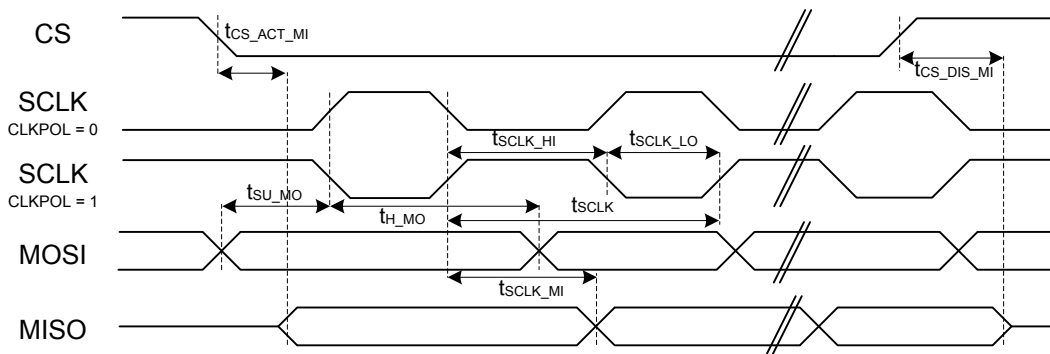 CS
tCS_ACT_MI
tCS_DIS_MI
SCLK
CLKPOL = 0
tSCLK_HI
tSCLK_LO
SCLK
CLKPOL = 1
tSU_MO
tH_MO
tSCLK
MOSI
tSCLK_MI
MISO